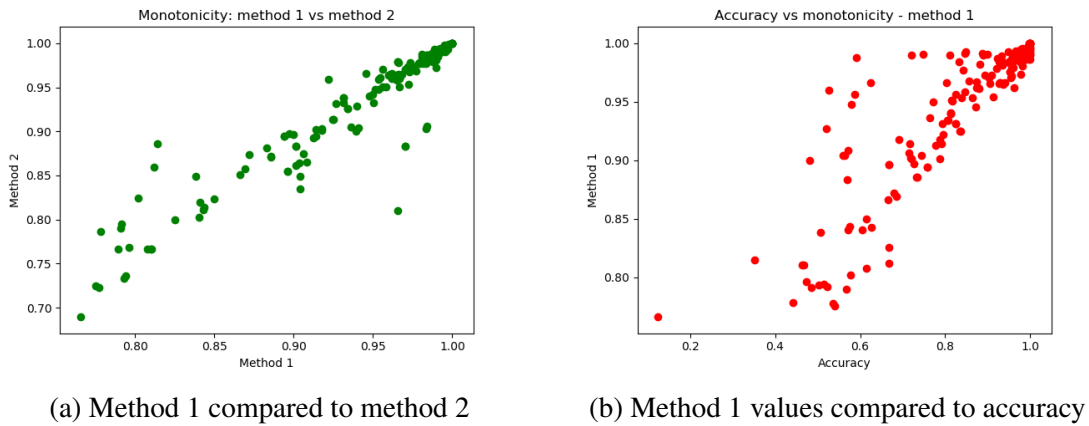 Monotonicity: method 1 vs method 2
1.00
0.95
0.90
0.85
0.80
0.75
0.70
Method 2
0.80 0.85 0.90 0.95 1.00
Method 1
(a) Method 1 compared to method 2
Accuracy vs monotonicity - method 1
1.00
0.95
0.90
0.85
0.80
Method 1
0.2 0.4 0.6 0.8 1.0
Accuracy
(b) Method 1 values compared to accuracy